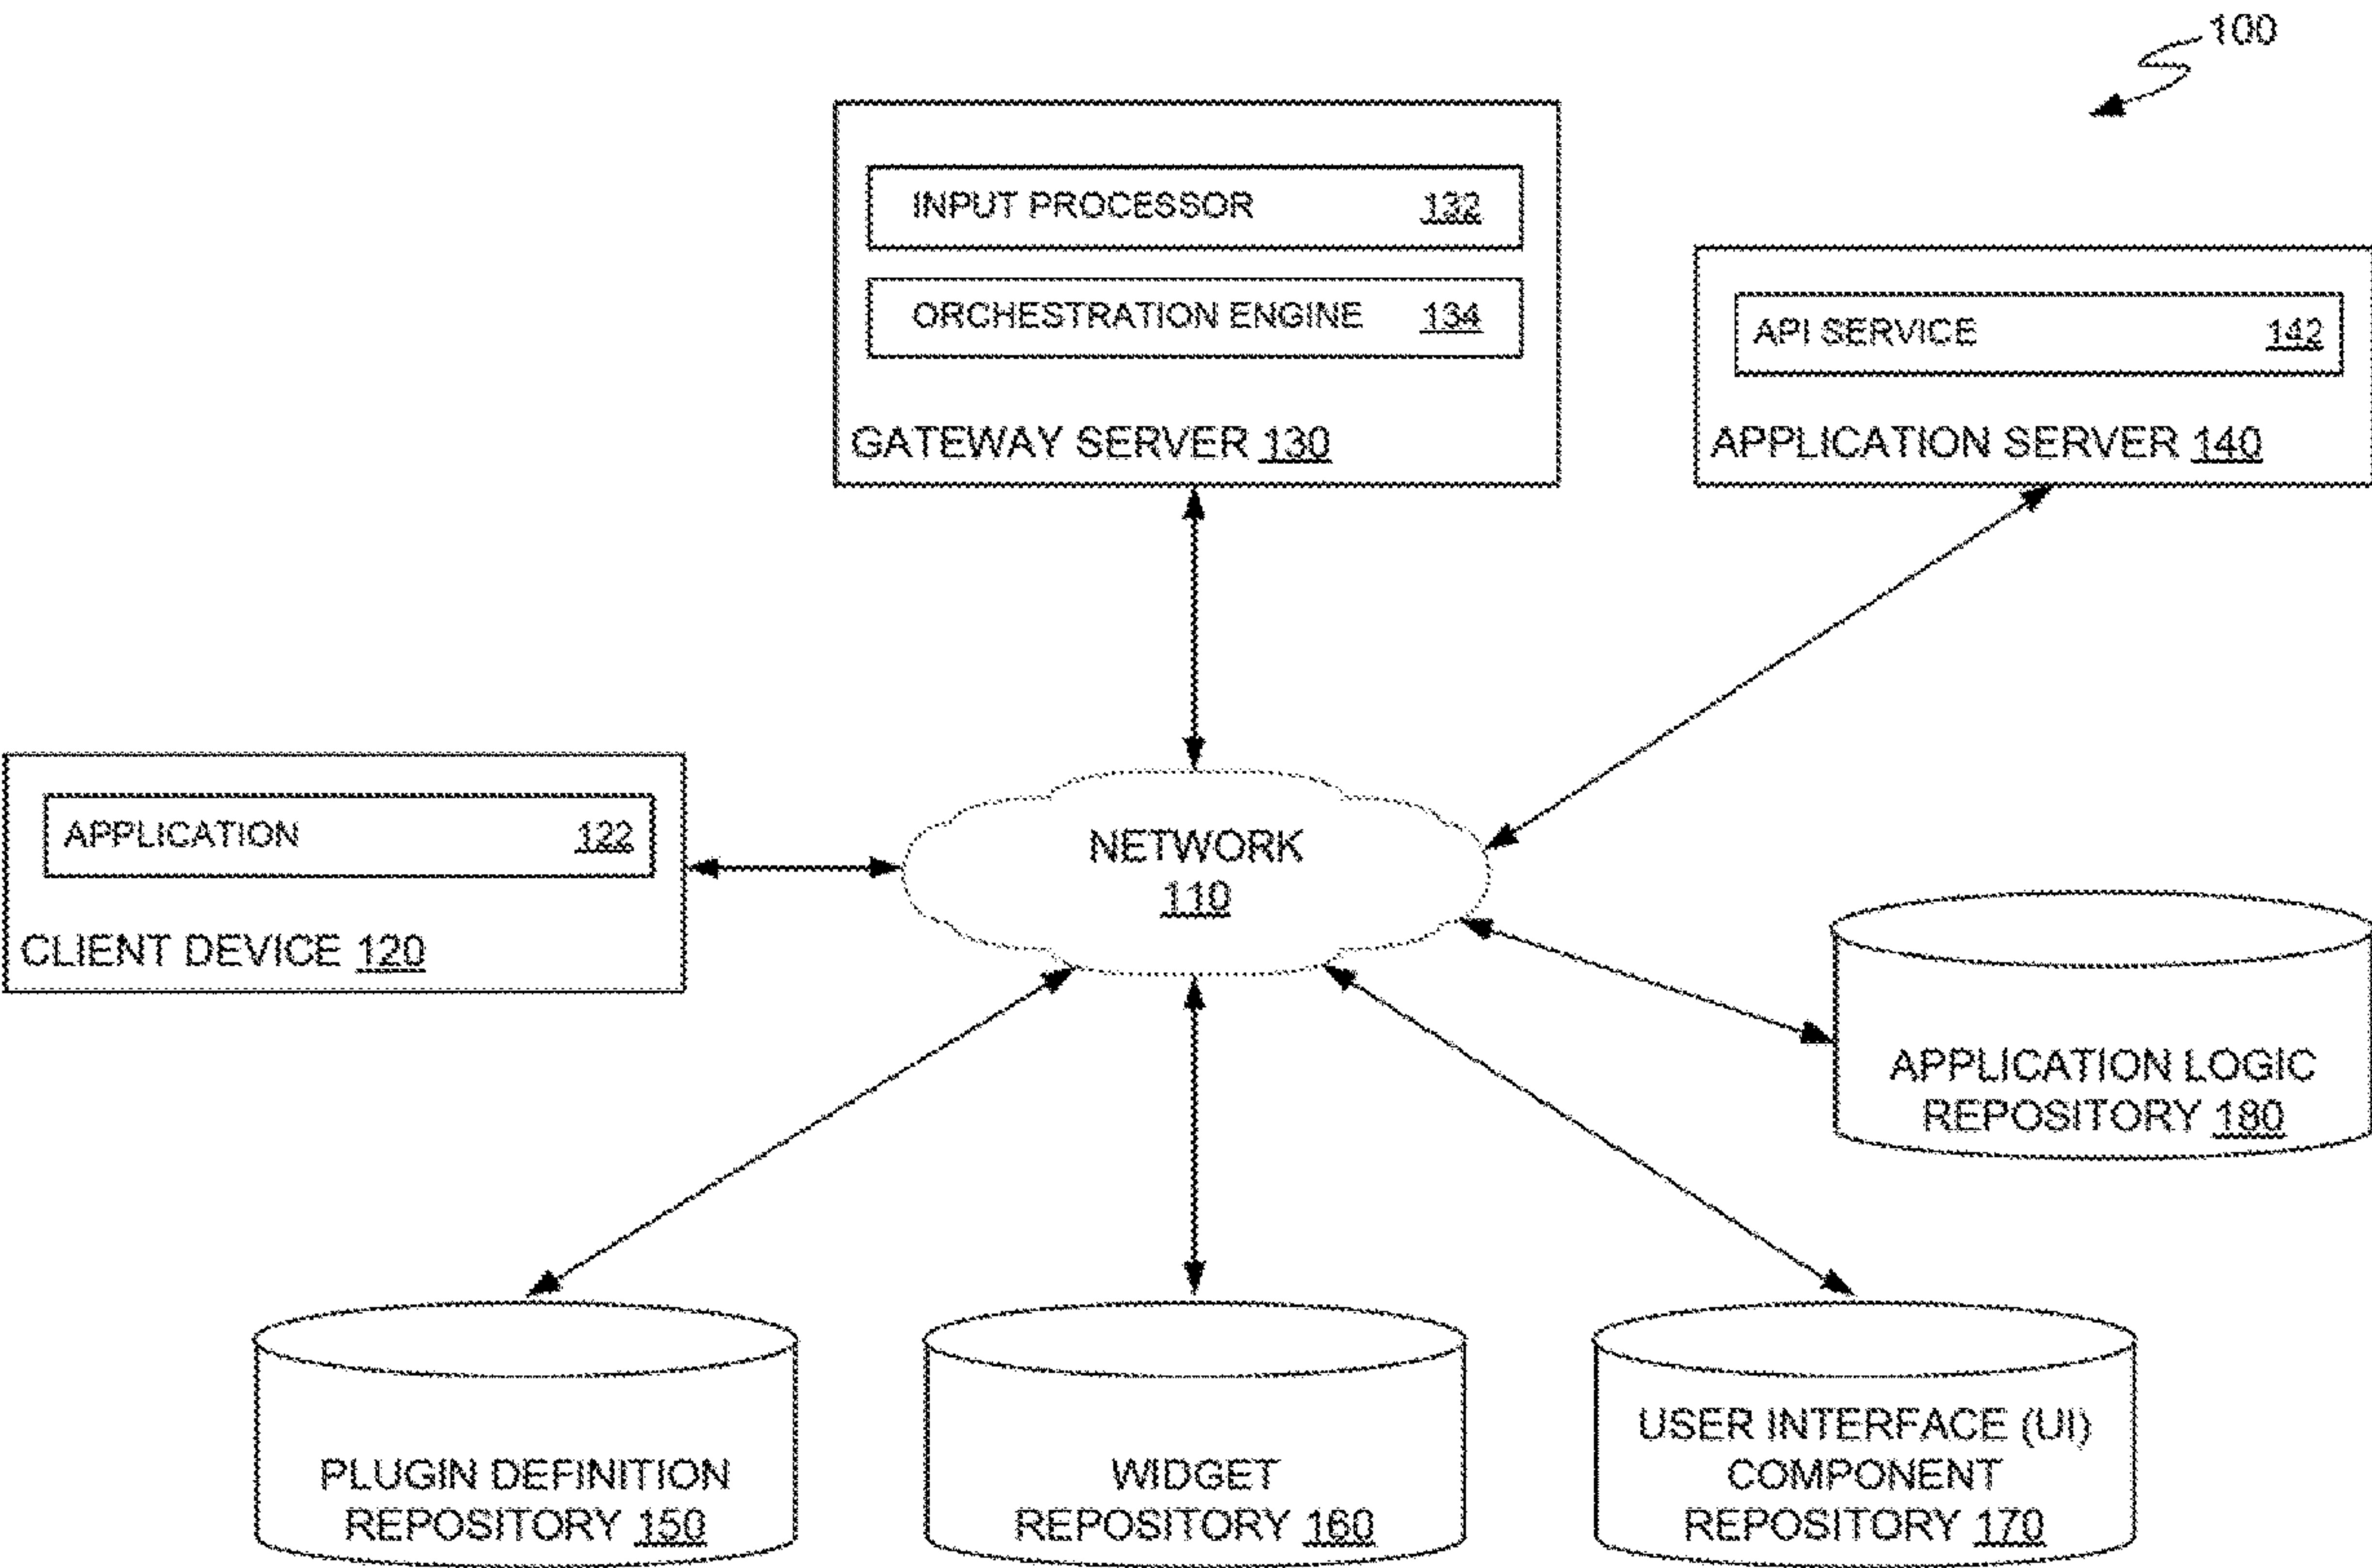 100
INPUT PROCESSOR 132
ORCHESTRATION ENGINE 134
GATEWAY SERVER 130
API SERVICE 142
APPLICATION SERVER 140
APPLICATION 122
CLIENT DEVICE 120
NETWORK
110
APPLICATION LOGIC
REPOSITORY 180
PLUGIN DEFINITION
REPOSITORY 150
WIDGET
REPOSITORY 160
USER INTERFACE (UI)
COMPONENT
REPOSITORY 170